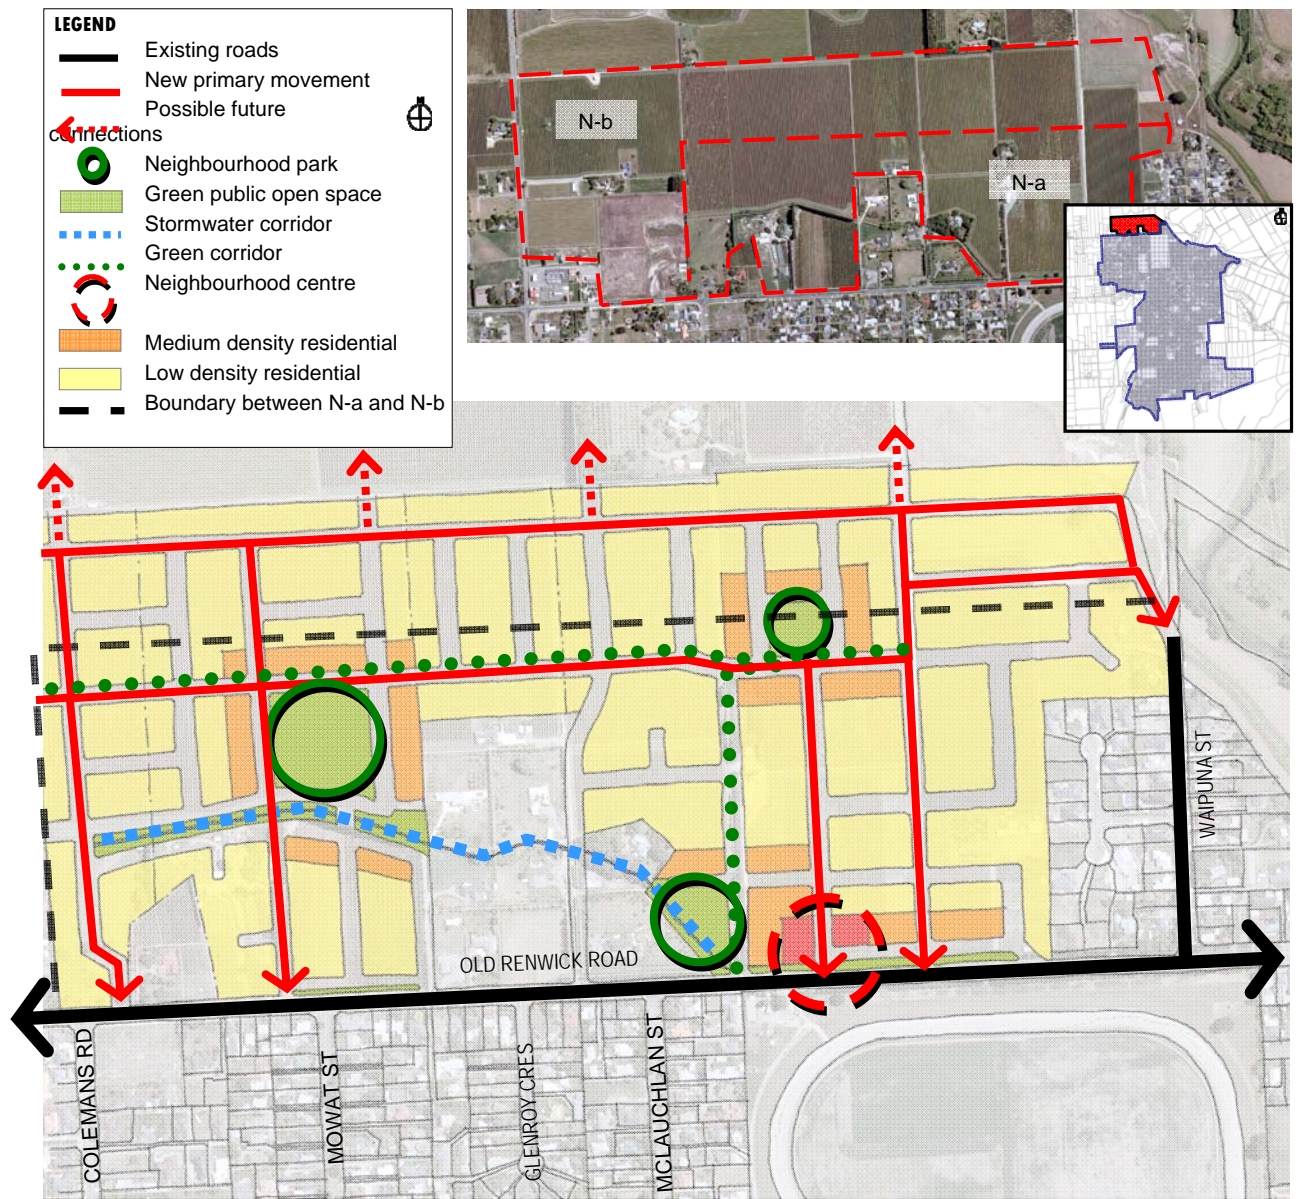 LEGEND
Existing roads
New primary movement
Possible future
connections
Neighbourhood park
Green public open space
Stormwater corridor
Green corridor
Neighbourhood centre
Medium density residential
Low density residential
Boundary between N-a and N-b
N-b
N-a
WAIPUNA ST
OLD RENWICK ROAD
COLEMANS RD
MOWAT ST
GLENROY CRES
MCLAUCHLAN ST